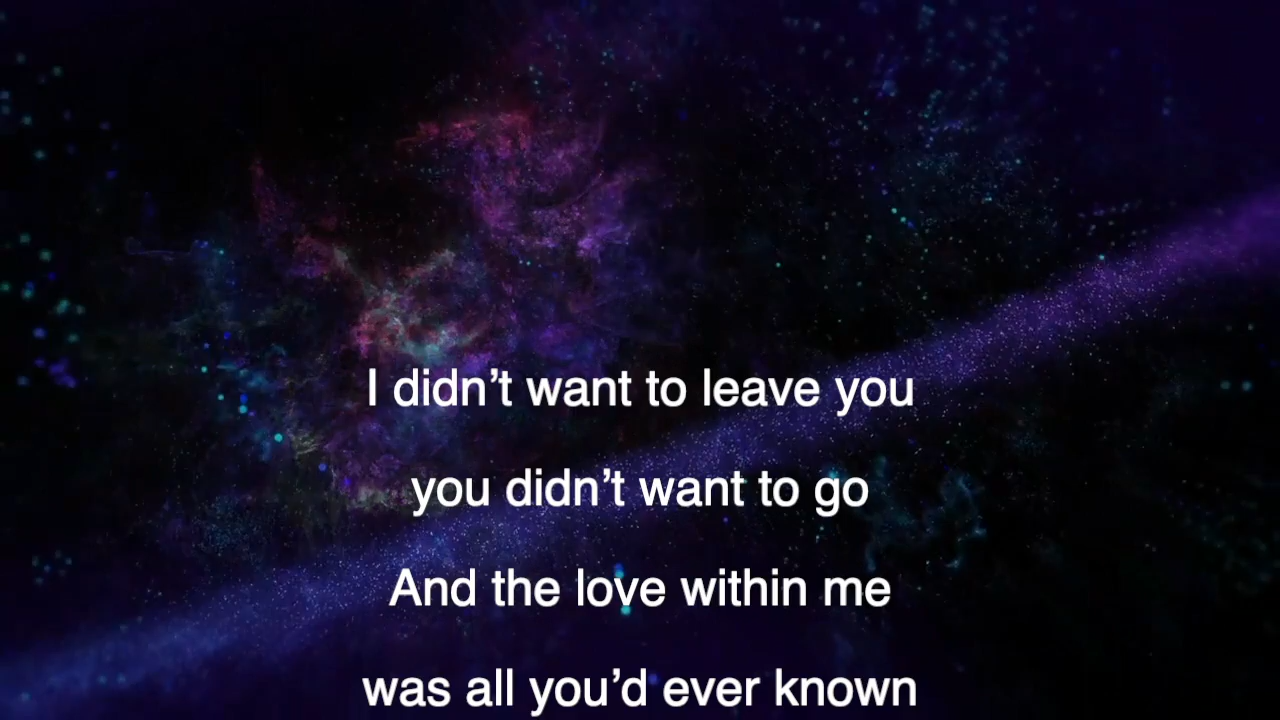 I didn’t want to leave you
you didn’t want to go
And the love within me
was all you’d ever known